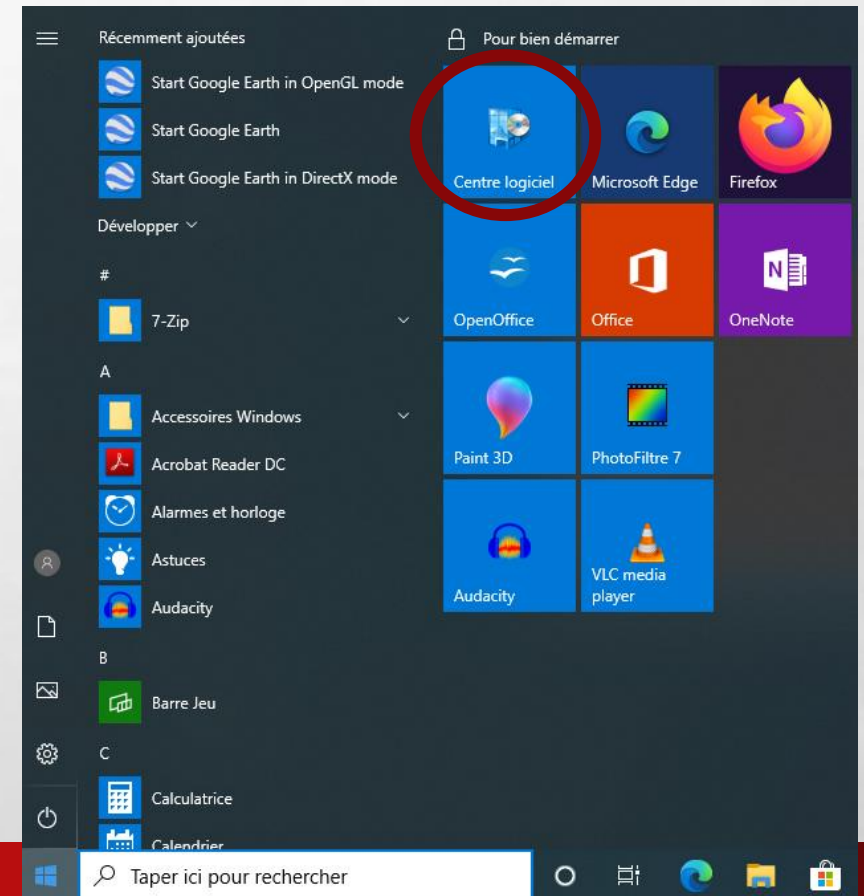 Récemment ajoutées
Start Google Earth in OpenGL mode
Start Google Earth
Start Google Earth in DirectX mode
Développer
#
7-Zip
A
Accessoires Windows
Acrobat Reader DC
Alarmes et horloge
Astuces
Audacity
B
Barre Jeu
C
Calculatrice
Calendrier
Pour bien démarrer
Centre logiciel
Microsoft Edge
Firefox
OpenOffice
Office
OneNote
Paint 3D
PhotoFiltre 7
Audacity
VLC media
player
Taper ici pour rechercher